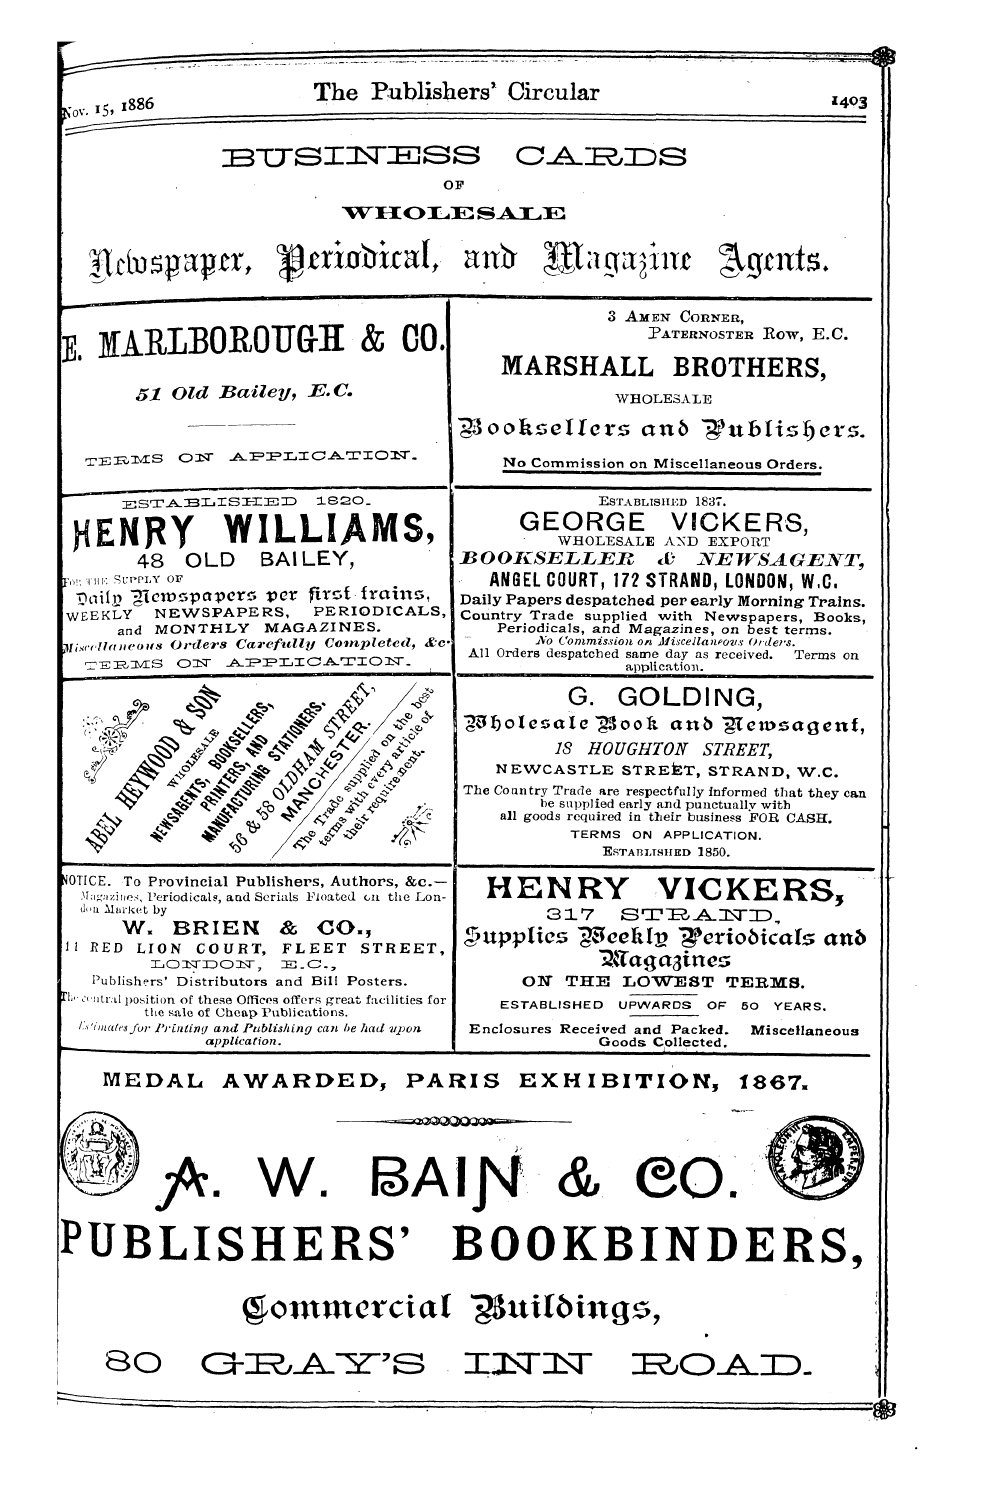 Nov. 15, 1886
The Publishers' Circular
1403
BUSINESS CARDS
OF
WHOLESALE
Newspaper, Periodical, and Magazine Agents.
E. MARLBOROUGH & CO.
51 Old Bailey, E.C.
TERMS ON APPLICATION.
3 AMEN CORNER,
PATERNOSTER ROW, E.C.
MARSHALL BROTHERS,
WHOLESALE
Booksellers and Publishers.
No Commission on Miscellaneous Orders.
ESTABLISHED 1820.
HENRY WILLIAMS,
48 OLD BAILEY,
FOR THE SUPPLY OF
Daily Newspapers per first trains,
WEEKLY NEWSPAPERS, PERIODICALS,
and MONTHLY MAGAZINES.
Miscellaneous Orders Carefully Completed, &c.
TERMS ON APPLICATION.
ESTABLISHED 1837.
GEORGE VICKERS,
WHOLESALE AND EXPORT
BOOKSELLER & NEWSAGENT,
ANGEL COURT, 172 STRAND, LONDON, W.C.
Daily Papers despatched per early Morning Trains.
Country Trade supplied with Newspapers, Books,
Periodicals, and Magazines, on best terms.
No Commission on Miscellaneous Orders.
All Orders despatched same day as received. Terms on
application.
ABEL HEYWOOD & SON
WHOLESALE
NEWSAGENTS, BOOKSELLERS,
PRINTERS, AND
MANUFACTURING STATIONERS.
56 & 58 OLDHAM STREET,
MANCHESTER.
The Trade supplied on the best
terms with every article of
their requirement.
G. GOLDING,
Wholesale Book and Newsagent,
18 HOUGHTON STREET,
NEWCASTLE STREET, STRAND, W.C.
The Country Trade are respectfully informed that they can
be supplied early and punctually with
all goods required in their business FOR CASH.
TERMS ON APPLICATION.
ESTABLISHED 1850.
NOTICE. To Provincial Publishers, Authors, &c.—
Magazines, Periodicals, and Serials Floated on the Lon-
don Market by
W. BRIEN & CO.,
11 RED LION COURT, FLEET STREET,
LONDON, E.C.,
Publishers' Distributors and Bill Posters.
The central position of these Offices offers great facilities for
the sale of Cheap Publications.
Estimates for Printing and Publishing can be had upon
application.
HENRY VICKERS,
317 STRAND,
Supplies Weekly Periodicals and
Magazines
ON THE LOWEST TERMS.
ESTABLISHED UPWARDS OF 50 YEARS.
Enclosures Received and Packed. Miscellaneous
Goods Collected.
MEDAL AWARDED, PARIS EXHIBITION, 1867.
NAPOLEON III EMPEREUR
A. W. BAIN & CO.
PUBLISHERS' BOOKBINDERS,
Commercial Buildings,
80 GRAY'S INN ROAD.